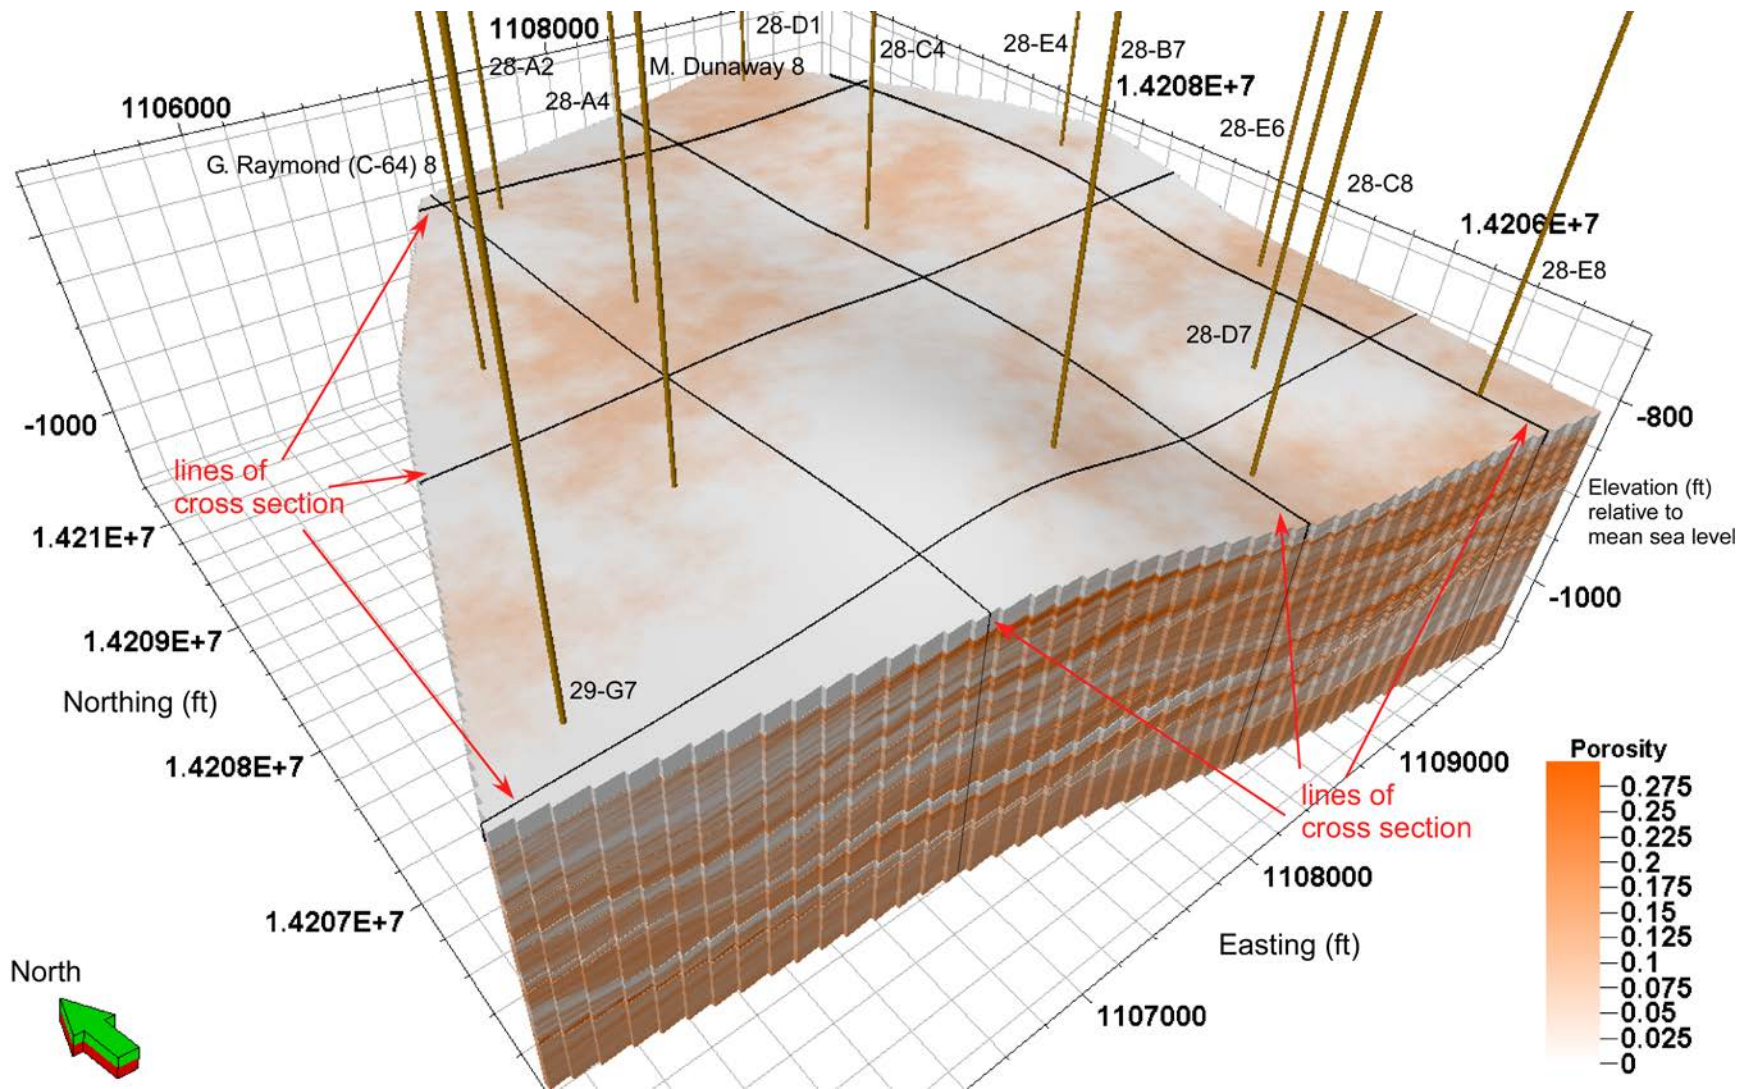 1108000
28-D1
28-C4
28-E4
28-B7
28-A2
M. Dunaway 8
1.4208E+7
1106000
28-A4
28-E6
G. Raymond (C-64) 8
28-C8
1.4206E+7
28-E8
28-D7
-1000
-800
lines of
cross section
Elevation (ft)
relative to
mean sea level
1.421E+7
-1000
1.4209E+7
29-G7
Northing (ft)
1.4208E+7
1109000
Porosity
0.275
0.25
0.225
0.2
0.175
0.15
0.125
0.1
0.075
0.05
0.025
0
lines of
cross section
1108000
1.4207E+7
Easting (ft)
North
1107000